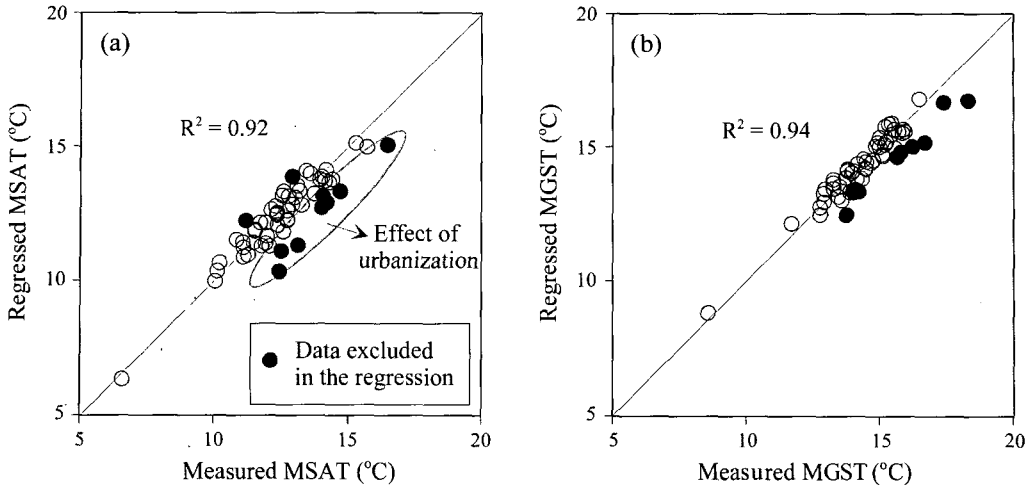 20
(a)
Regressed MSAT (°C)
15
R² = 0.92
Effect of
urbanization
10
Data excluded
in the regression
5
5
10
15
20
Measured MSAT (°C)
20
(b)
Regressed MGST (°C)
15
R² = 0.94
10
5
5
10
15
20
Measured MGST (°C)